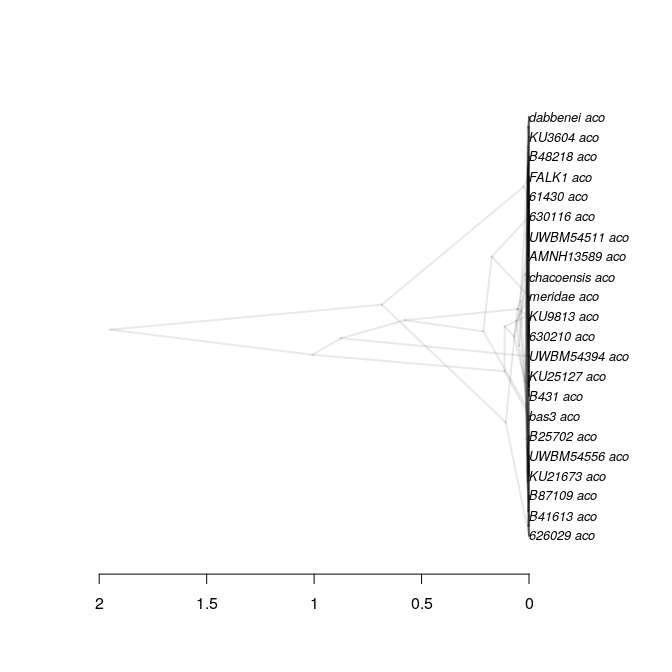 dabbenei aco
KU3604 aco
B48218 aco
FALK1 aco
61430 aco
630116 aco
UWBM54511 aco
AMNH13589 aco
chacoensis aco
meridae aco
KU9813 aco
630210 aco
UWBM54394 aco
KU25127 aco
B431 aco
bas3 aco
B25702 aco
UWBM54556 aco
KU21673 aco
B87109 aco
B41613 aco
626029 aco
2 1.5 1 0.5 0